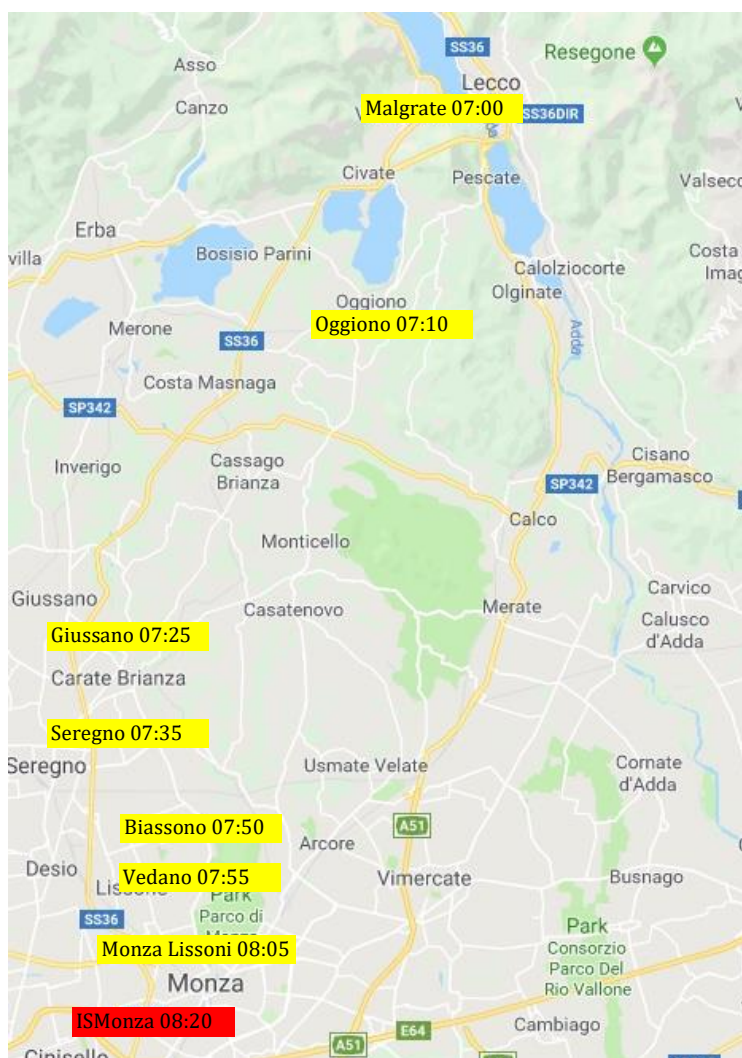 SS36
Resegone
Asso
Lecco
Canzo
Malgrate 07:00
SS36DIR
Civate
Pescate
Valsecc
Erba
villa
Bosisio Parini
Costa
Imag
Calolziocorte
Olginate
Oggiono
Oggiono 07:10
Merone
SS36
Adda
Costa Masnaga
SP342
Cisano
Bergamasco
Inverigo
Cassago
Brianza
SP342
Calco
Monticello
Carvico
Giussano
Casatenovo
Merate
Calusco
d'Adda
Giussano 07:25
Carate Brianza
Seregno 07:35
Seregno
Usmate Velate
Cornate
d'Adda
Biassono 07:50
A51
Arcore
Desio
Vedano 07:55
Vimercate
Busnago
Park
Parco di
SS36
Park
Consorzio
Parco Del
Rio Vallone
Monza Lissoni 08:05
Monza
ISMonza 08:20
E64
Cambiago
A51
Cinisello